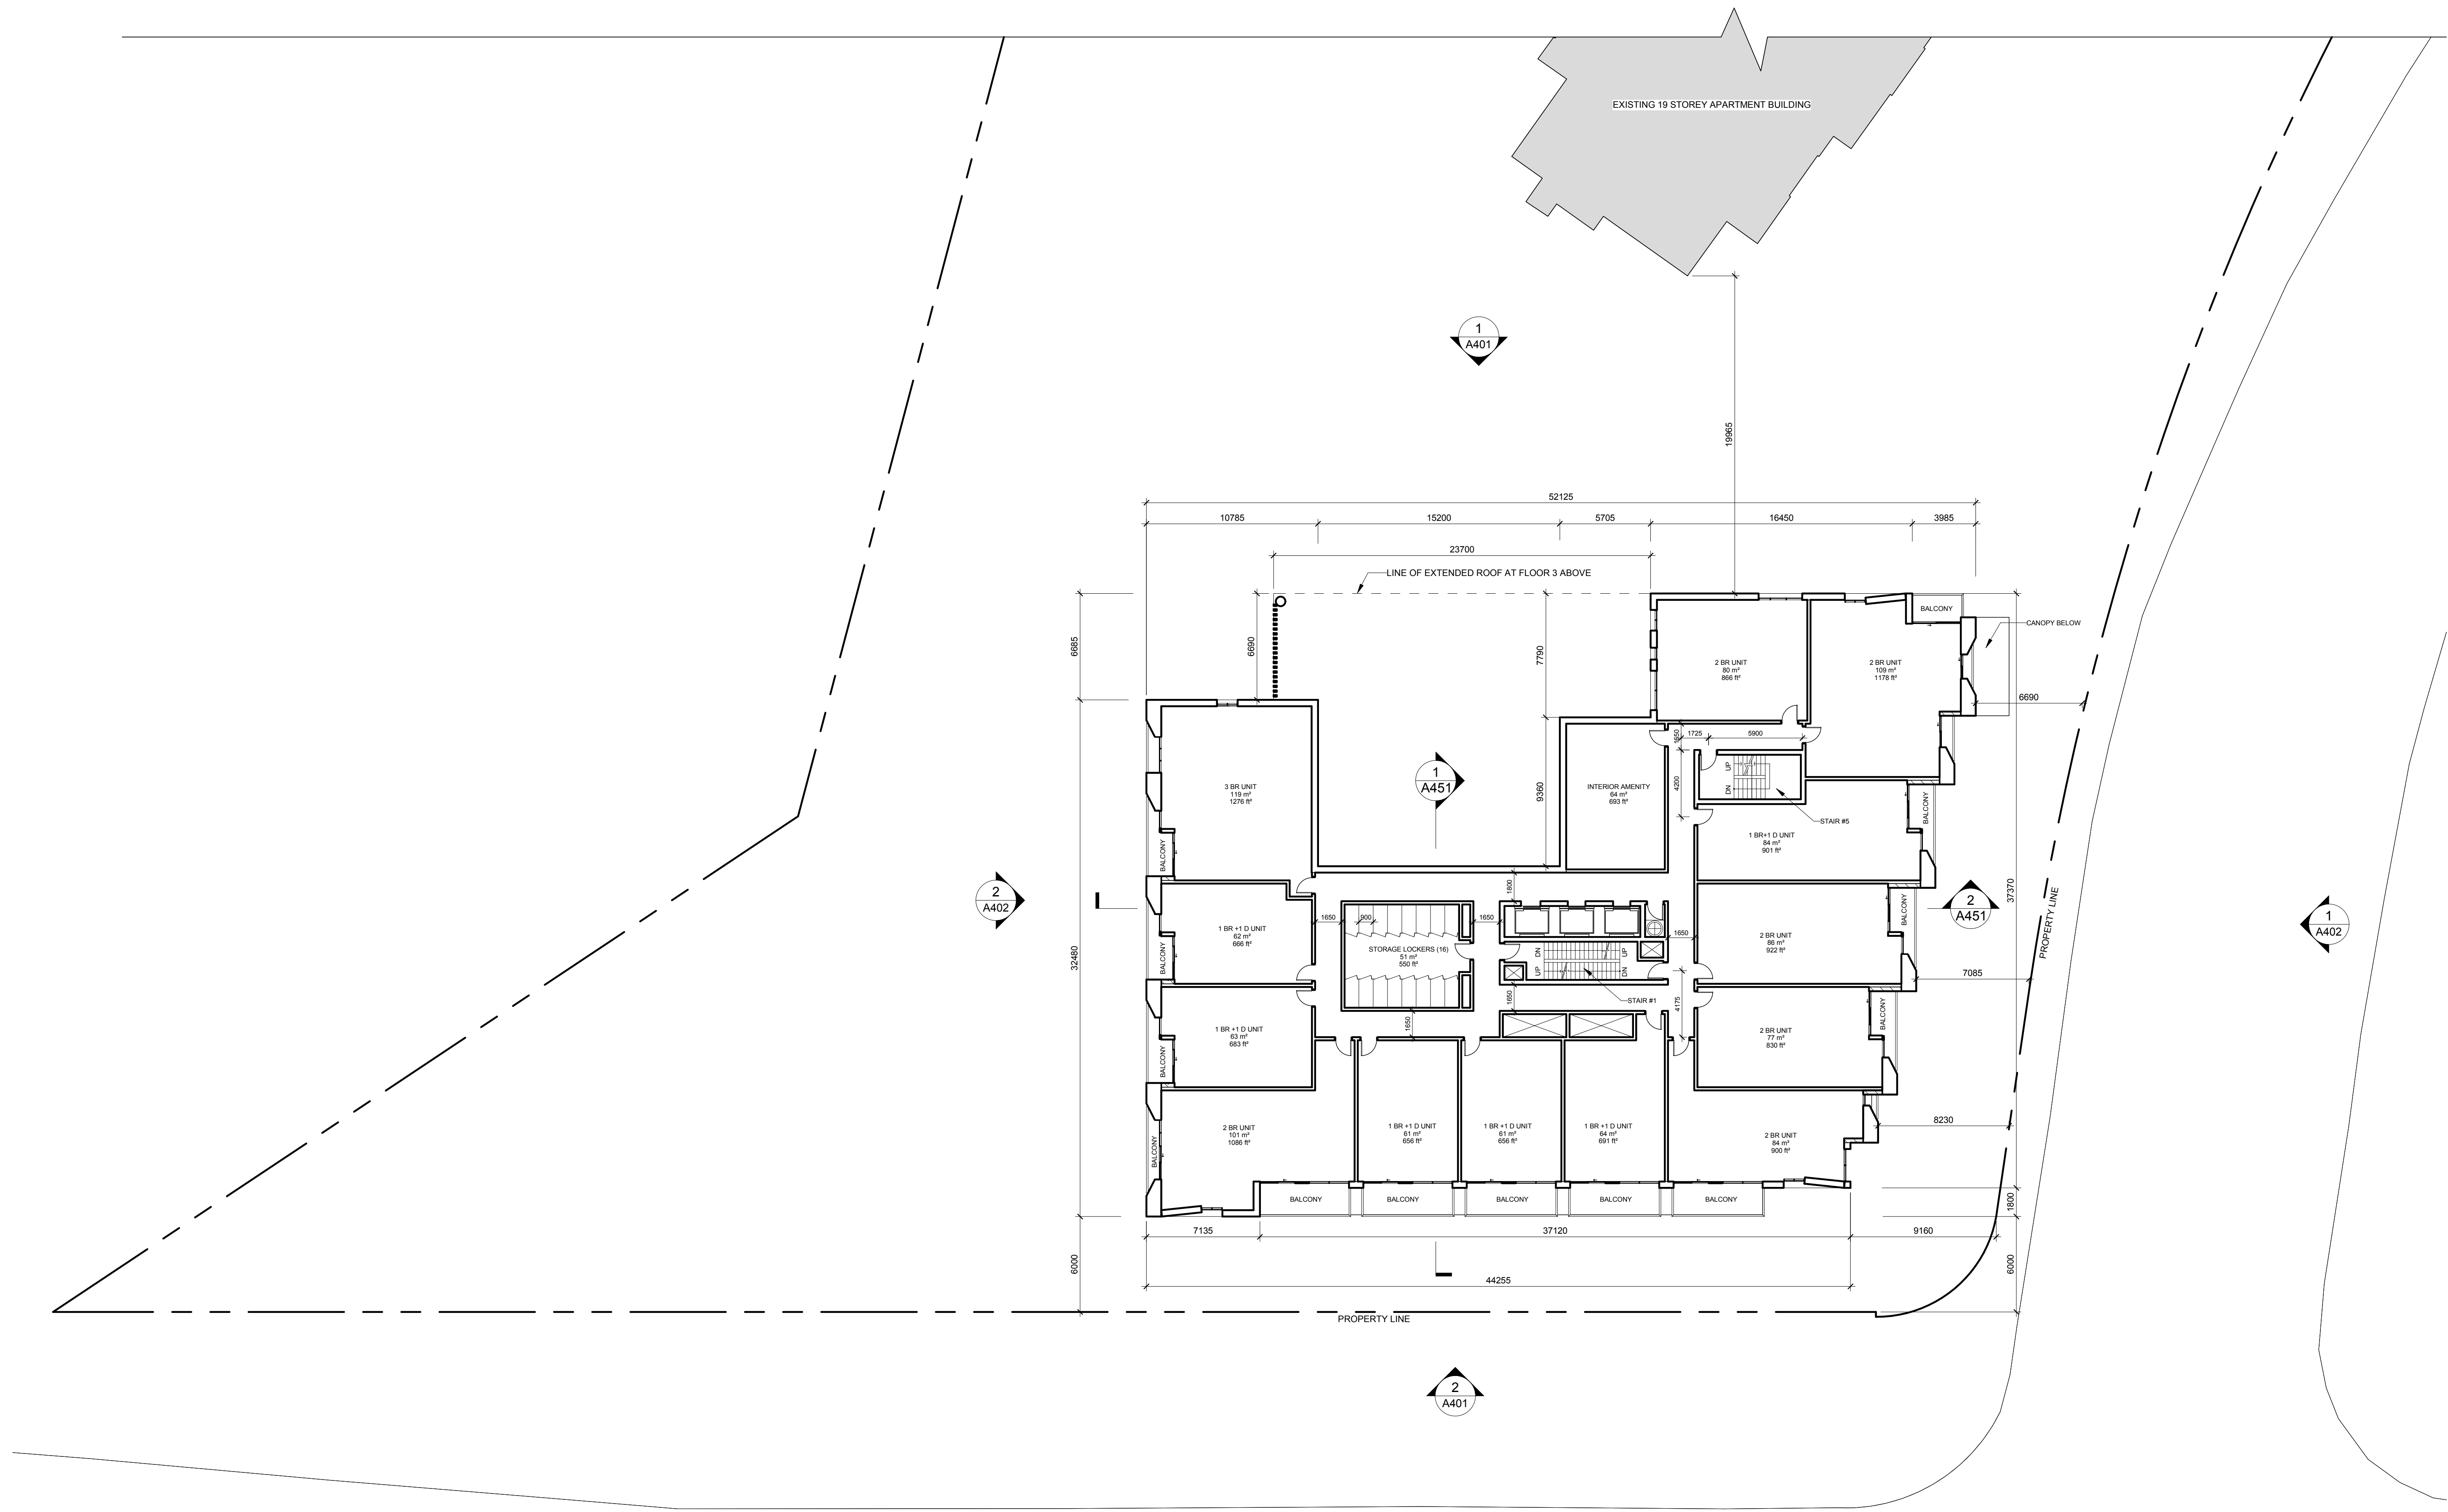 EXISTING 19 STOREY APARTMENT BUILDING
1
A401
19965
52125
10785
15200
5705
16450
3985
23700
LINE OF EXTENDED ROOF AT FLOOR 3 ABOVE
BALCONY
CANOPY BELOW
6685
6690
7790
2 BR UNIT
80 m²
866 ft²
2 BR UNIT
109 m²
1178 ft²
6690
1650
1725
5900
1
A451
3 BR UNIT
119 m²
1276 ft²
9360
INTERIOR AMENITY
64 m²
693 ft²
4200
UP
DN
STAIR #5
BALCONY
1 BR+1 D UNIT
84 m²
901 ft²
BALCONY
2
A402
1800
37370
PROPERTY LINE
2
A451
1
A402
1650
900
1650
1650
1 BR +1 D UNIT
62 m²
666 ft²
STORAGE LOCKERS (16)
51 m²
550 ft²
DN
UP
UP
DN
2 BR UNIT
86 m²
922 ft²
BALCONY
BALCONY
32480
7085
1650
STAIR #1
4175
1650
1 BR +1 D UNIT
63 m²
683 ft²
BALCONY
2 BR UNIT
77 m²
830 ft²
BALCONY
8230
2 BR UNIT
101 m²
1086 ft²
1 BR +1 D UNIT
61 m²
656 ft²
1 BR +1 D UNIT
61 m²
656 ft²
1 BR +1 D UNIT
64 m²
691 ft²
2 BR UNIT
84 m²
900 ft²
BALCONY
BALCONY
BALCONY
BALCONY
BALCONY
BALCONY
1800
7135
37120
9160
6000
6000
44255
PROPERTY LINE
2
A401